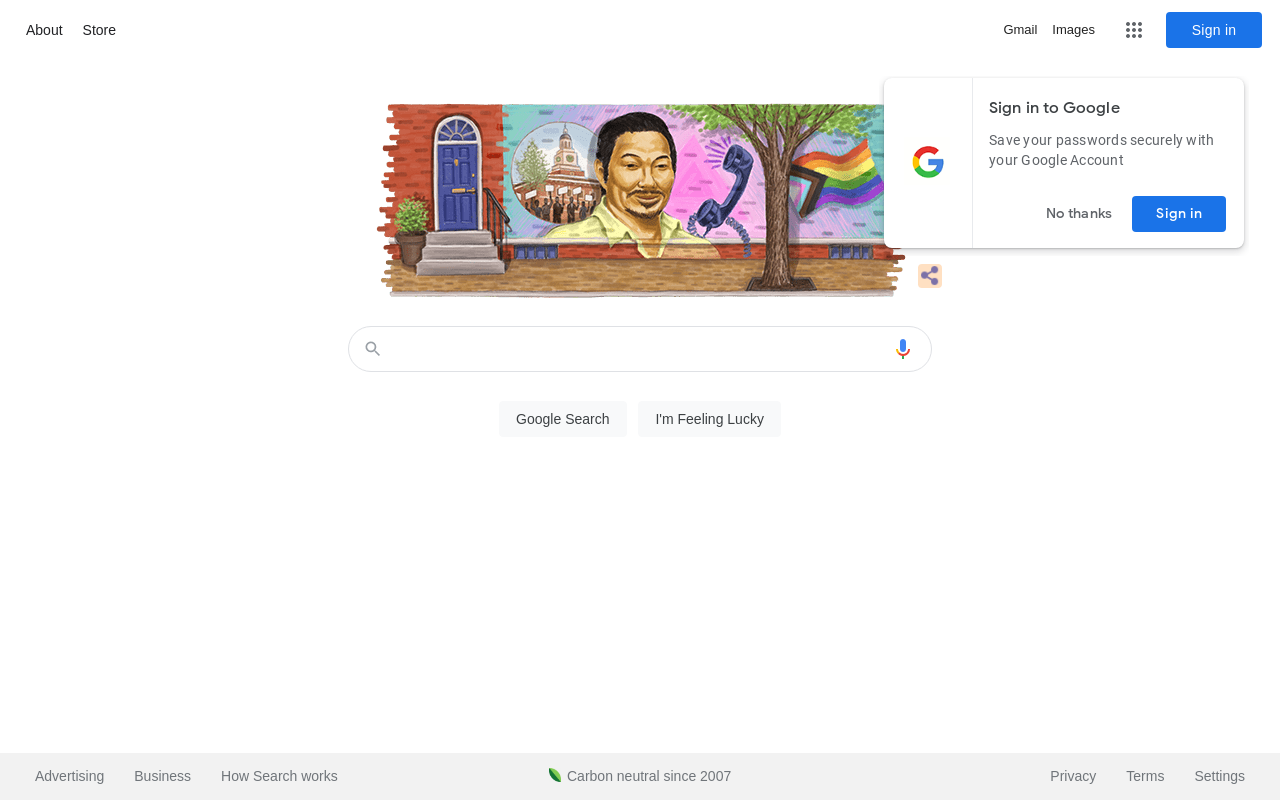 About Store
Gmail Images
Sign in
Sign in to Google
Save your passwords securely with
your Google Account
No thanks Sign in
Google Search I'm Feeling Lucky
Advertising Business How Search works
Carbon neutral since 2007
Privacy Terms Settings